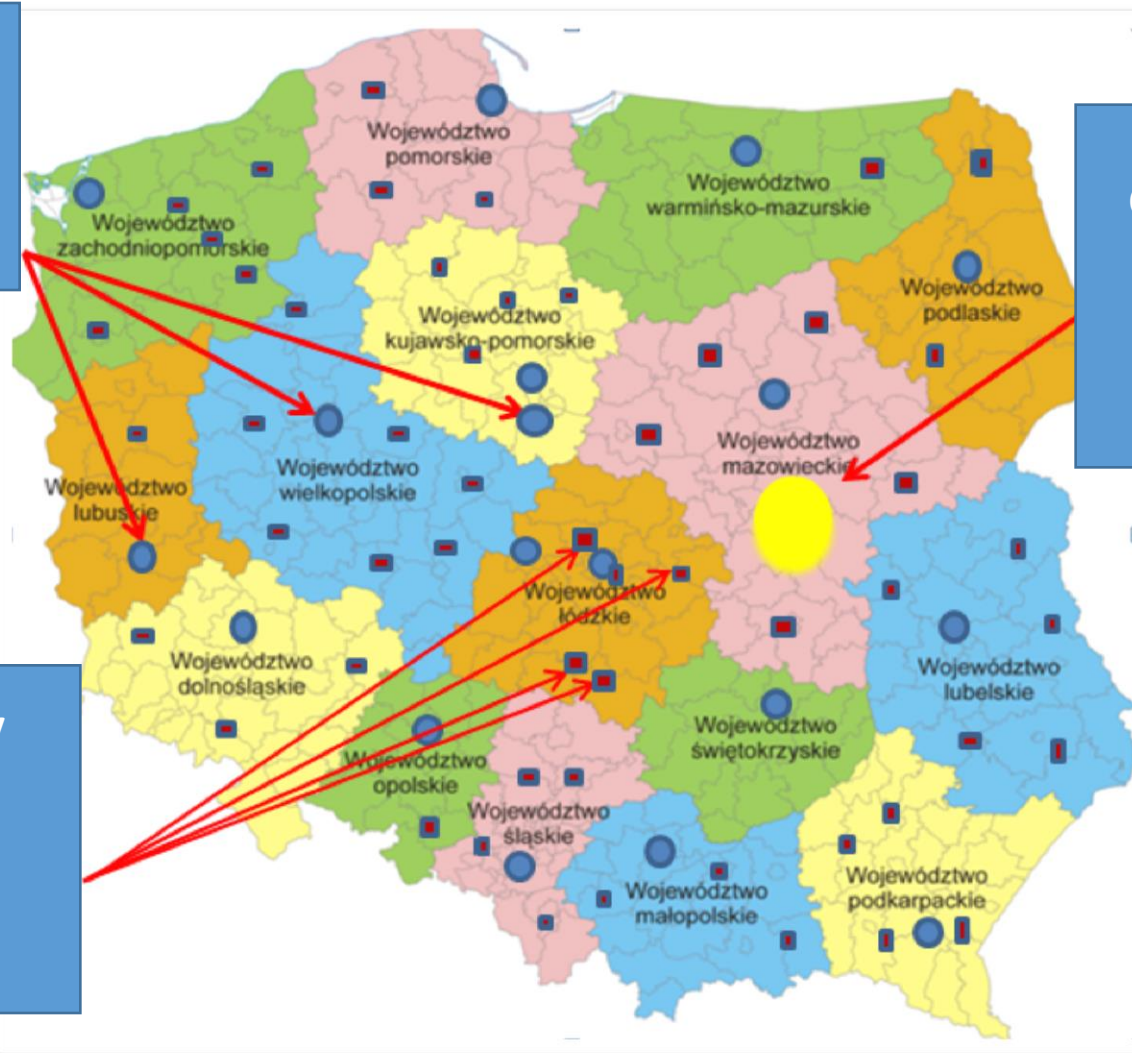 Województwo
pomorskie
Województwo
warmińsko-mazurskie
Województwo
zachodniopomorskie
Województwo
podlaskie
Województwo
kujawsko-pomorskie
Województwo
mazowieckie
Województwo
wielkopolskie
Województwo
lubuskie
Województwo
łódzkie
Województwo
dolnośląskie
Województwo
lubelskie
Województwo
świętokrzyskie
Województwo
opolskie
Województwo
śląskie
Województwo
małopolskie
Województwo
podkarpackie